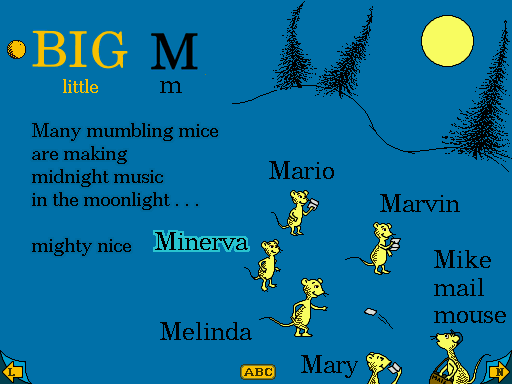 BIG M
little m
Many mumbling mice
are making
midnight music
in the moonlight . . .
mighty nice
Minerva
Mario
Marvin
Mike
mail
mouse
Melinda
Mary
L
ABC
N